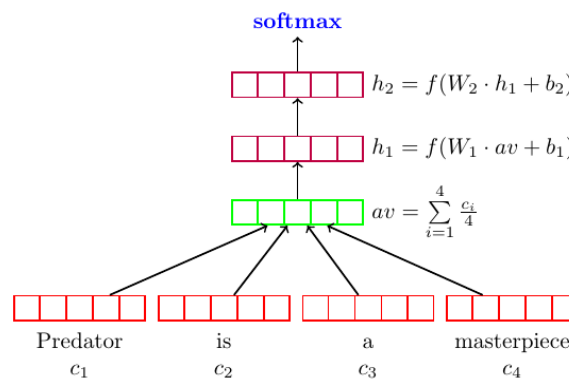 softmax
h₂ = f(W₂ · h₁ + b₂)
h₁ = f(W₁ · av + b₁)
av = ∑_{i=1}^{4} c_i/4
Predator is a masterpiece
c₁ c₂ c₃ c₄